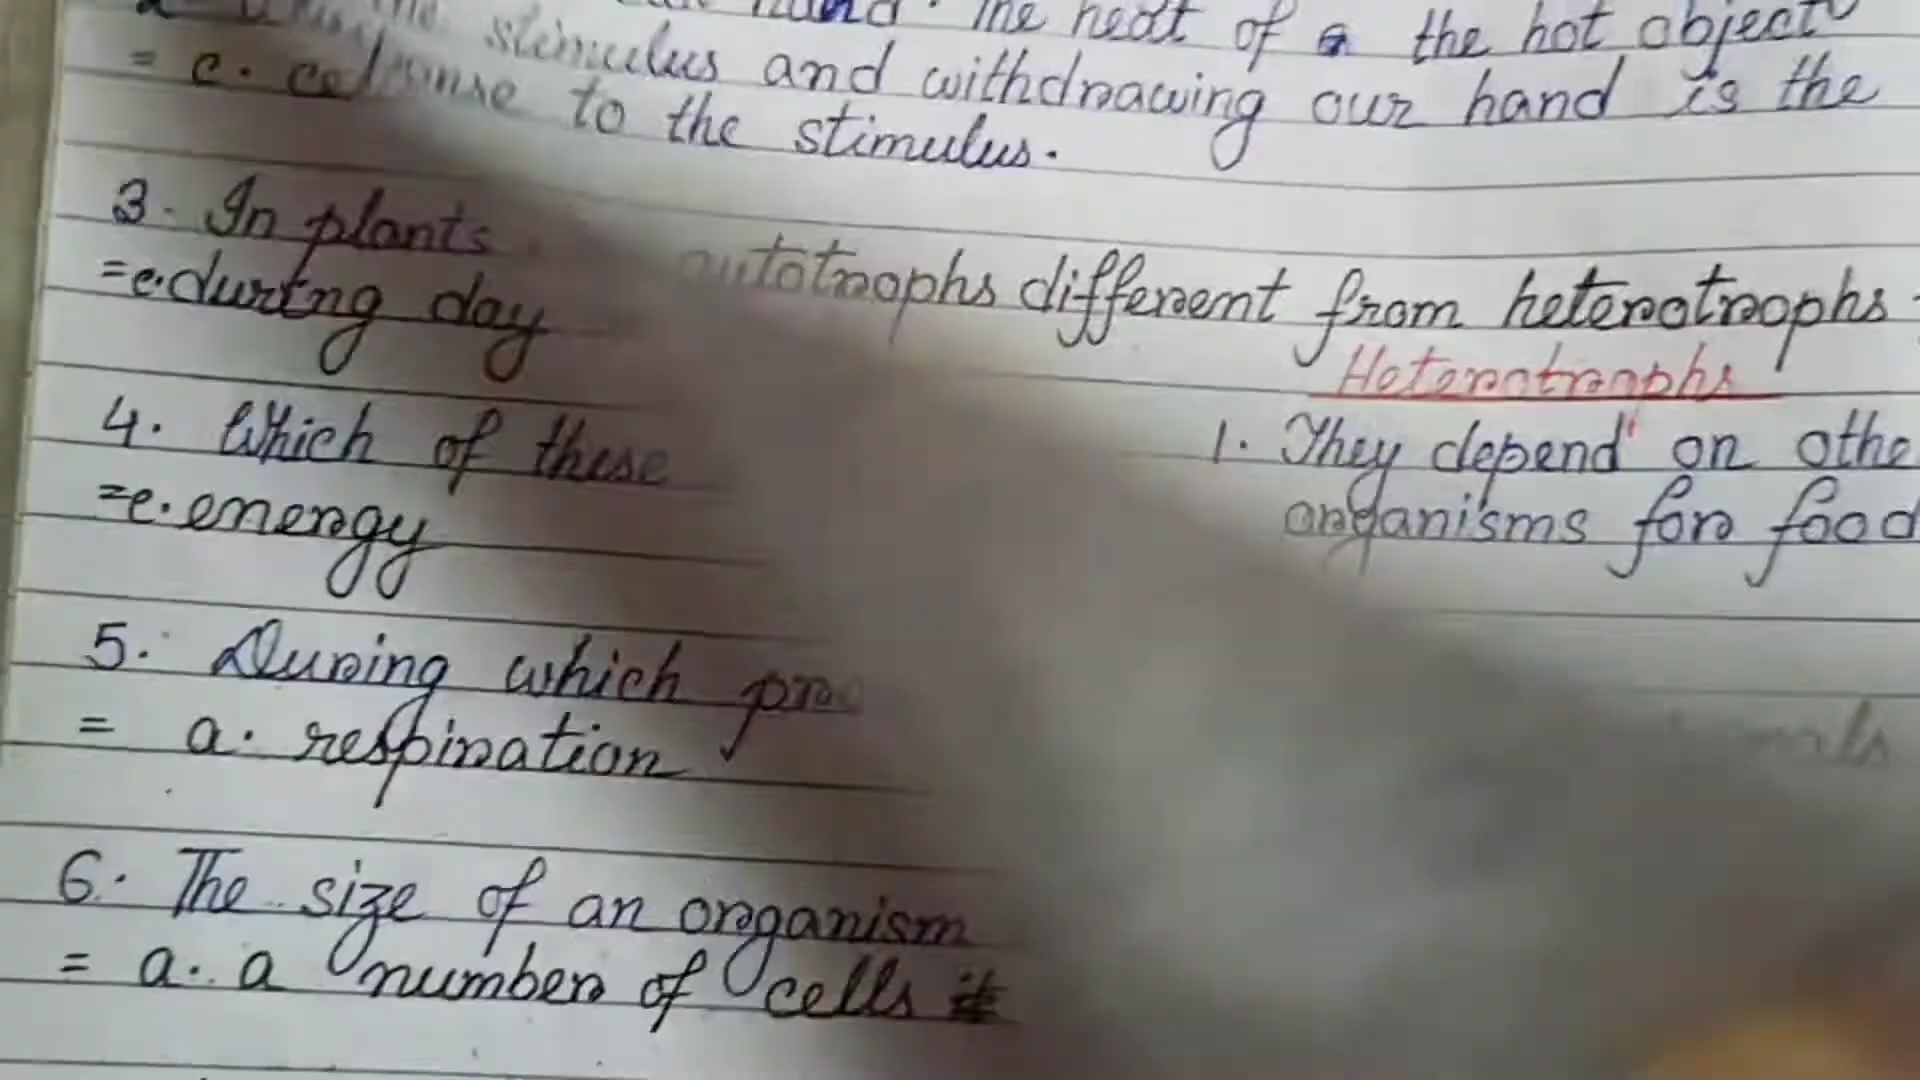 The heat of the hot object
stimulus and withdrawing our hand is the
to the stimulus.
3. In plants
=c. during day
autotrophs different from heterotrophs
Heterotrophs
4. Which of these
=c. energy
1. They depend on othe
organisms for food
5. During which
= a. respiration
6. The size of an organism
= a. a number of cells